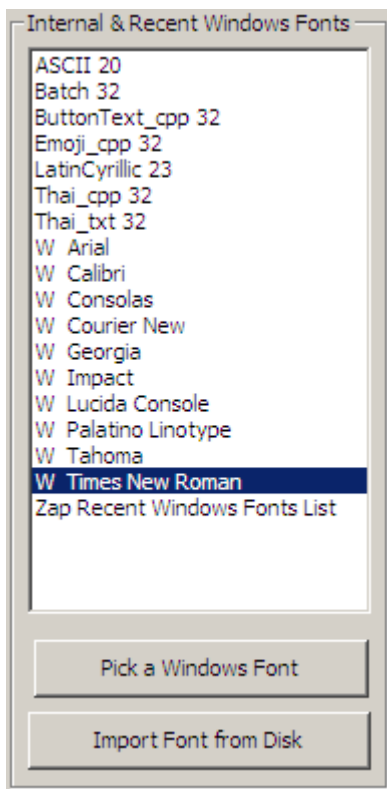 Internal & Recent Windows Fonts
ASCII 20
Batch 32
ButtonText_cpp 32
Emoji_cpp 32
LatinCyrillic 23
Thai_cpp 32
Thai_txt 32
W  Arial
W  Calibri
W  Consolas
W  Courier New
W  Georgia
W  Impact
W  Lucida Console
W  Palatino Linotype
W  Tahoma
W  Times New Roman
Zap Recent Windows Fonts List
Pick a Windows Font
Import Font from Disk